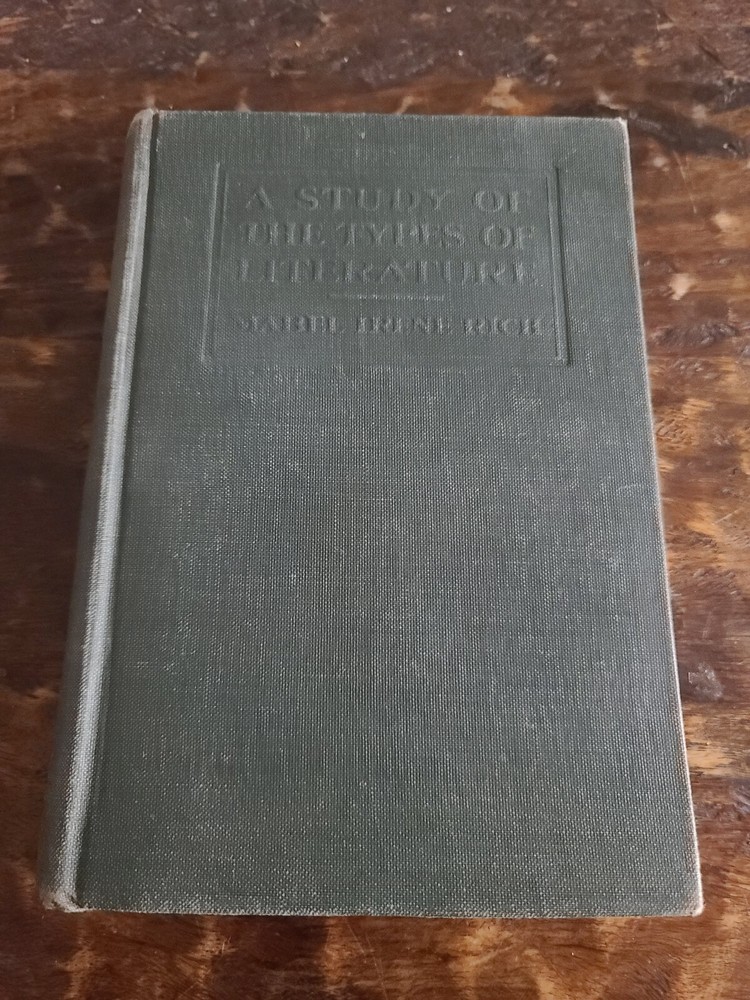 A STUDY OF
THE TYPES OF
LITERATURE
MABEL IRENE RICH